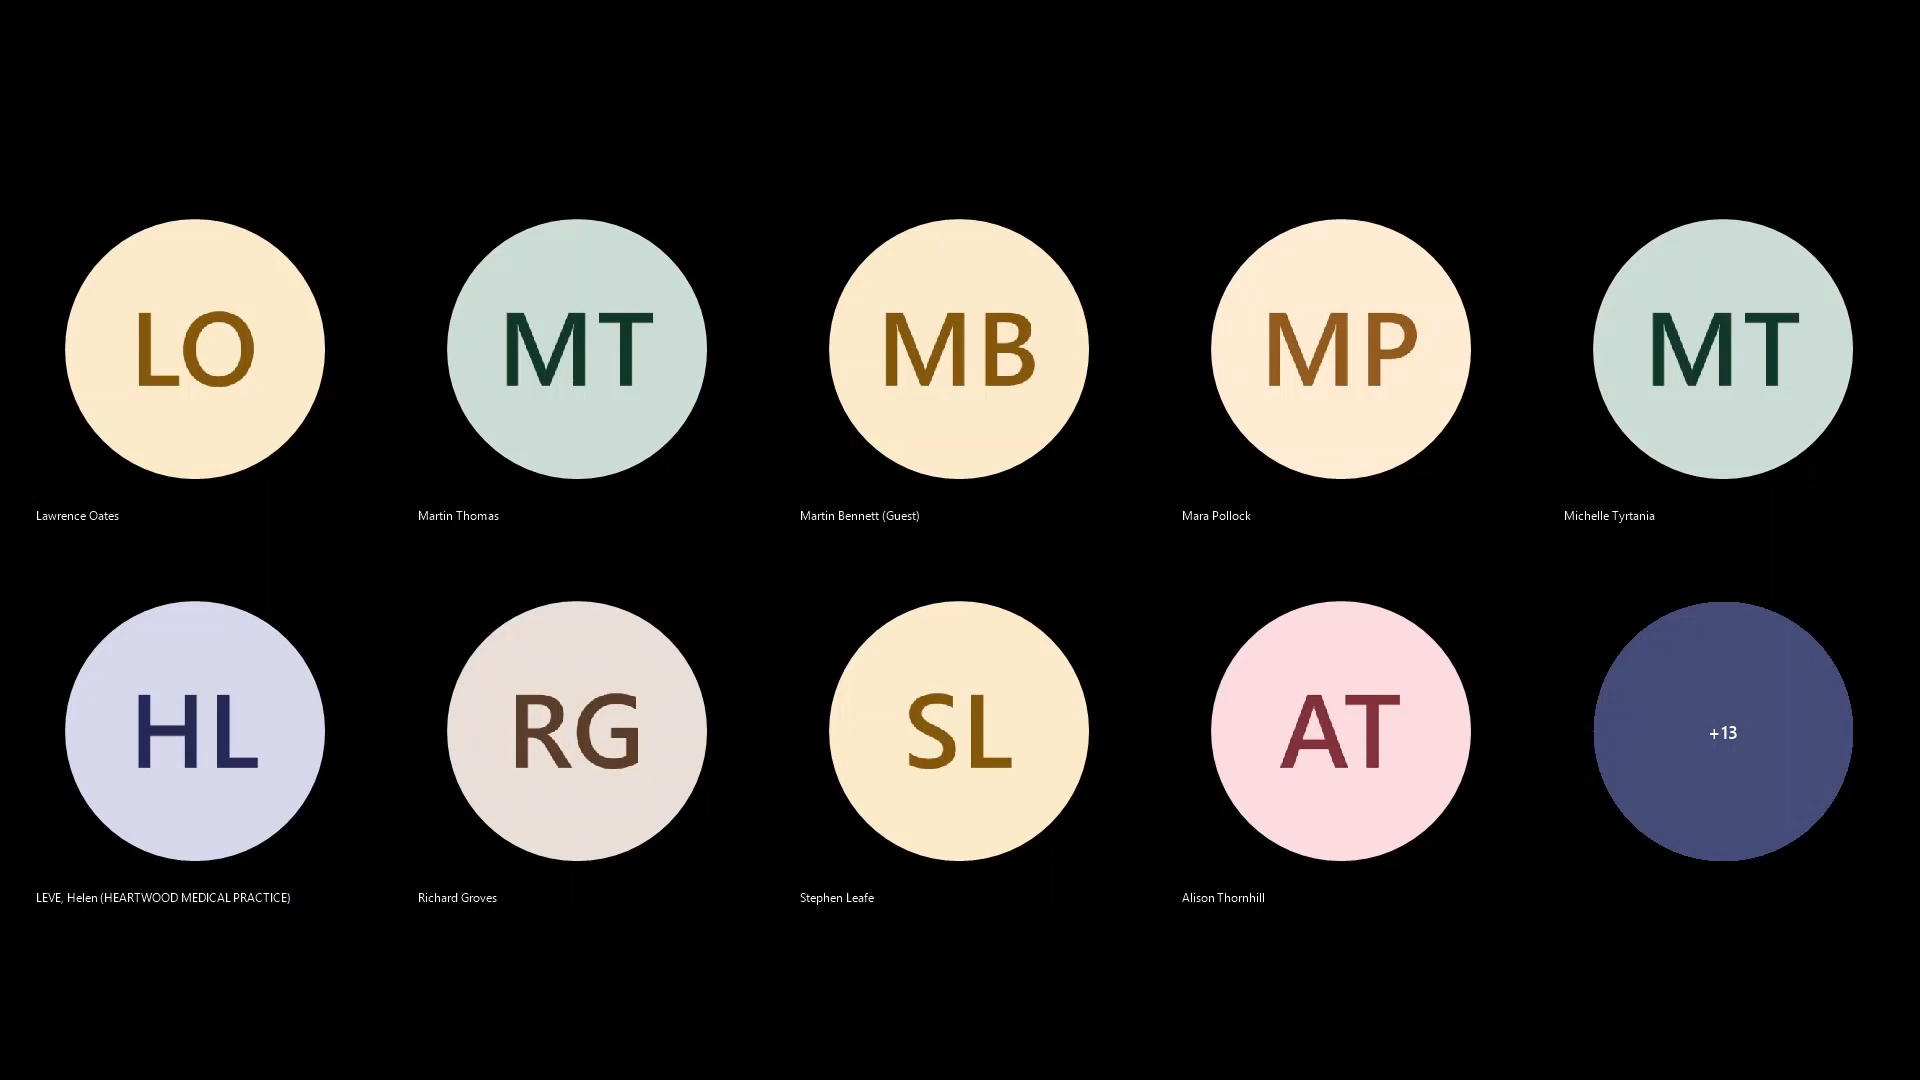 LO
MT
MB
MP
MT
Lawrence Oates
Martin Thomas
Martin Bennett (Guest)
Mara Pollock
Michelle Tyrtania
HL
RG
SL
AT
+13
LEVE, Helen (HEARTWOOD MEDICAL PRACTICE)
Richard Groves
Stephen Leafe
Alison Thornhill